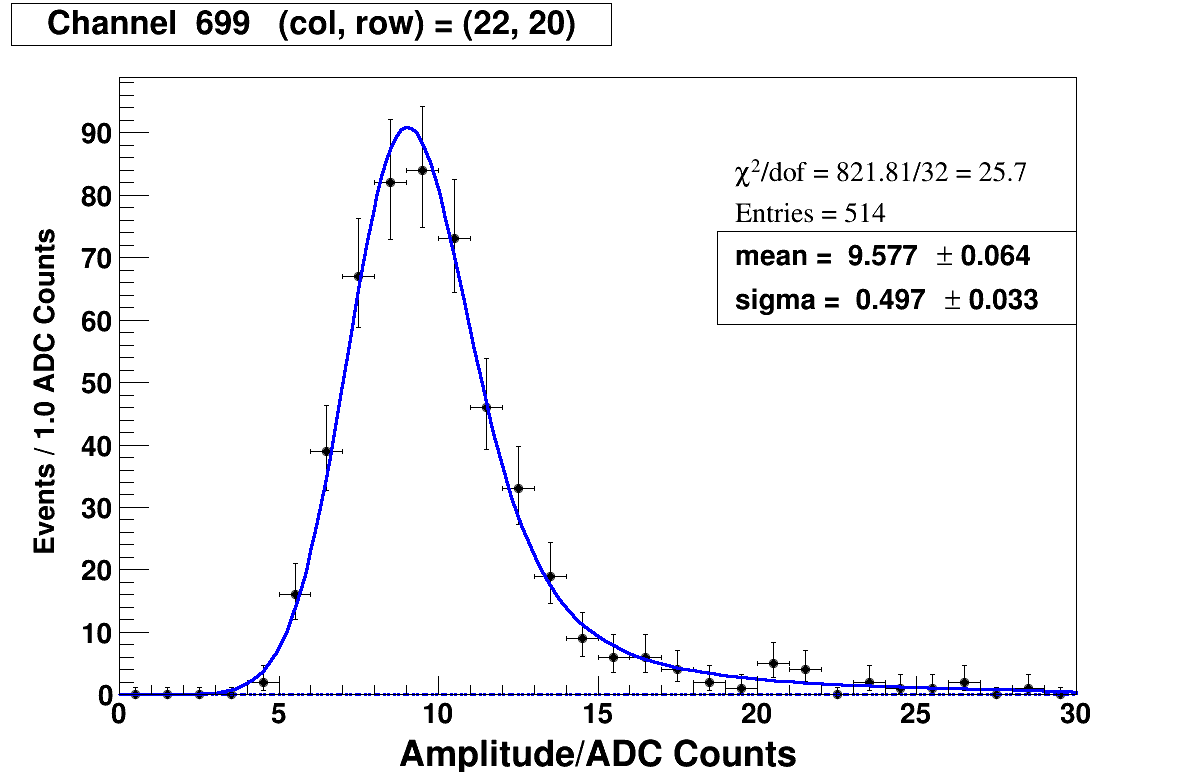 Channel 699 (col, row) = (22, 20)
χ²/dof = 821.81/32 = 25.7
Entries = 514
mean = 9.577 ± 0.064
sigma = 0.497 ± 0.033
Events / 1.0 ADC Counts
90
80
70
60
50
40
30
20
10
0
0 5 10 15 20 25 30
Amplitude/ADC Counts